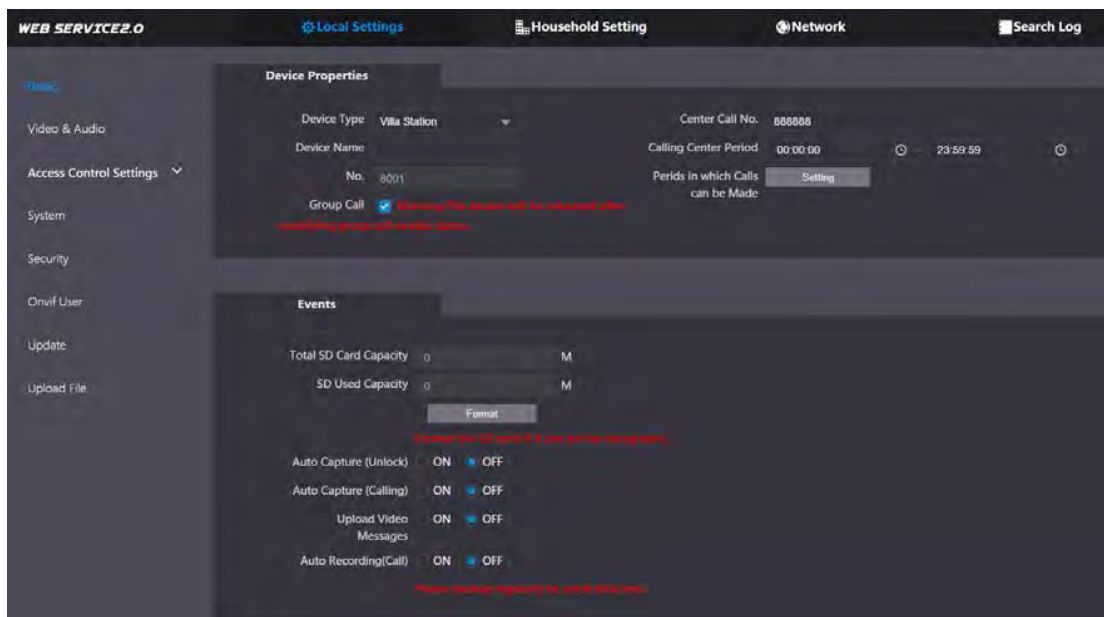 WEB SERVICE2.0
Local Settings
Household Setting
Network
Search Log
Basic
Video & Audio
Access Control Settings
System
Security
Onvif User
Update
Upload File
Device Properties
Device Type Villa Station
Device Name
No. 8001
Group Call
Center Call No. 888888
Calling Center Period 00:00:00 - 23:59:59
Perids in which Calls
can be Made
Setting
Events
Total SD Card Capacity 0 M
SD Used Capacity 0 M
Format
Auto Capture (Unlock) ON OFF
Auto Capture (Calling) ON OFF
Upload Video
Messages
ON OFF
Auto Recording(Call) ON OFF